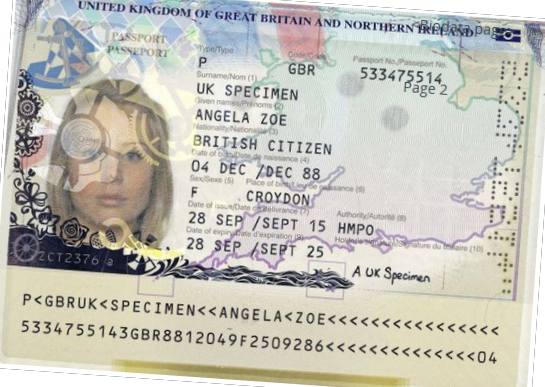 UNITED KINGDOM OF GREAT BRITAIN AND NORTHERN IRELAND
<Biodata page
PASSPORT
PASSEPORT
Type/Type Code/Code Passport No./Passeport No.
P GBR 533475514
Page 2
Surname/Nom (1)
UK SPECIMEN
Given names/Prénoms (2)
ANGELA ZOE
Nationality/Nationalité (3)
BRITISH CITIZEN
Date of birth/Date de naissance (4)
04 DEC /DEC 88
Sex/Sexe (5) Place of birth/Lieu de naissance (6)
F CROYDON
Date of issue/Date de délivrance (7) Authority/Autorité (8)
28 SEP /SEPT 15 HMPO
Date of expiry/Date d'expiration (9) Holder's signature/Signature du titulaire (10)
28 SEP /SEPT 25
A UK Specimen
ZCT2376
P<GBRUK<SPECIMEN<<ANGELA<ZOE<<<<<<<<<<<<<<<<
5334755143GBR8812049F2509286<<<<<<<<<<<<<<04